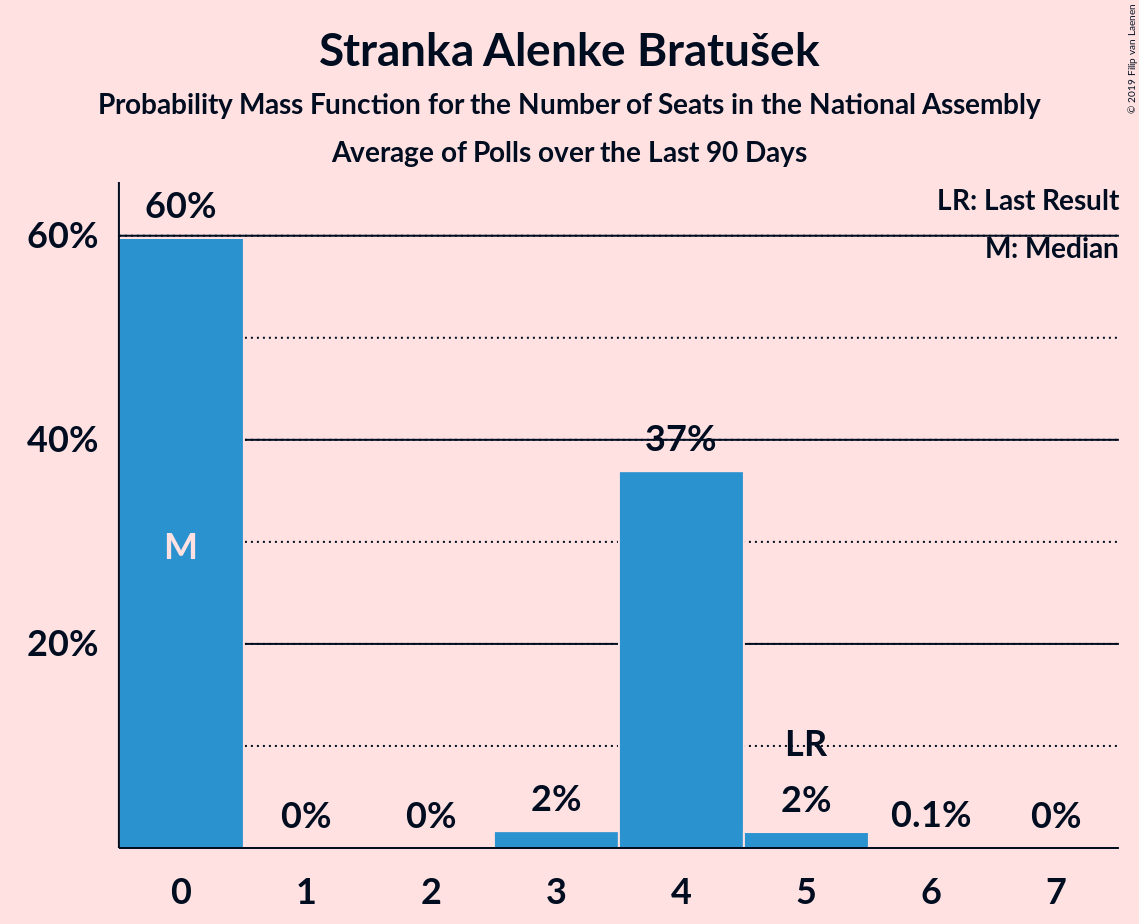 Stranka Alenke Bratušek
Probability Mass Function for the Number of Seats in the National Assembly
Average of Polls over the Last 90 Days
© 2019 Filip van Laenen
LR: Last Result
M: Median
60%
40%
20%
60%
0%
0%
2%
37%
2%
0.1%
0%
M
LR
0 1 2 3 4 5 6 7